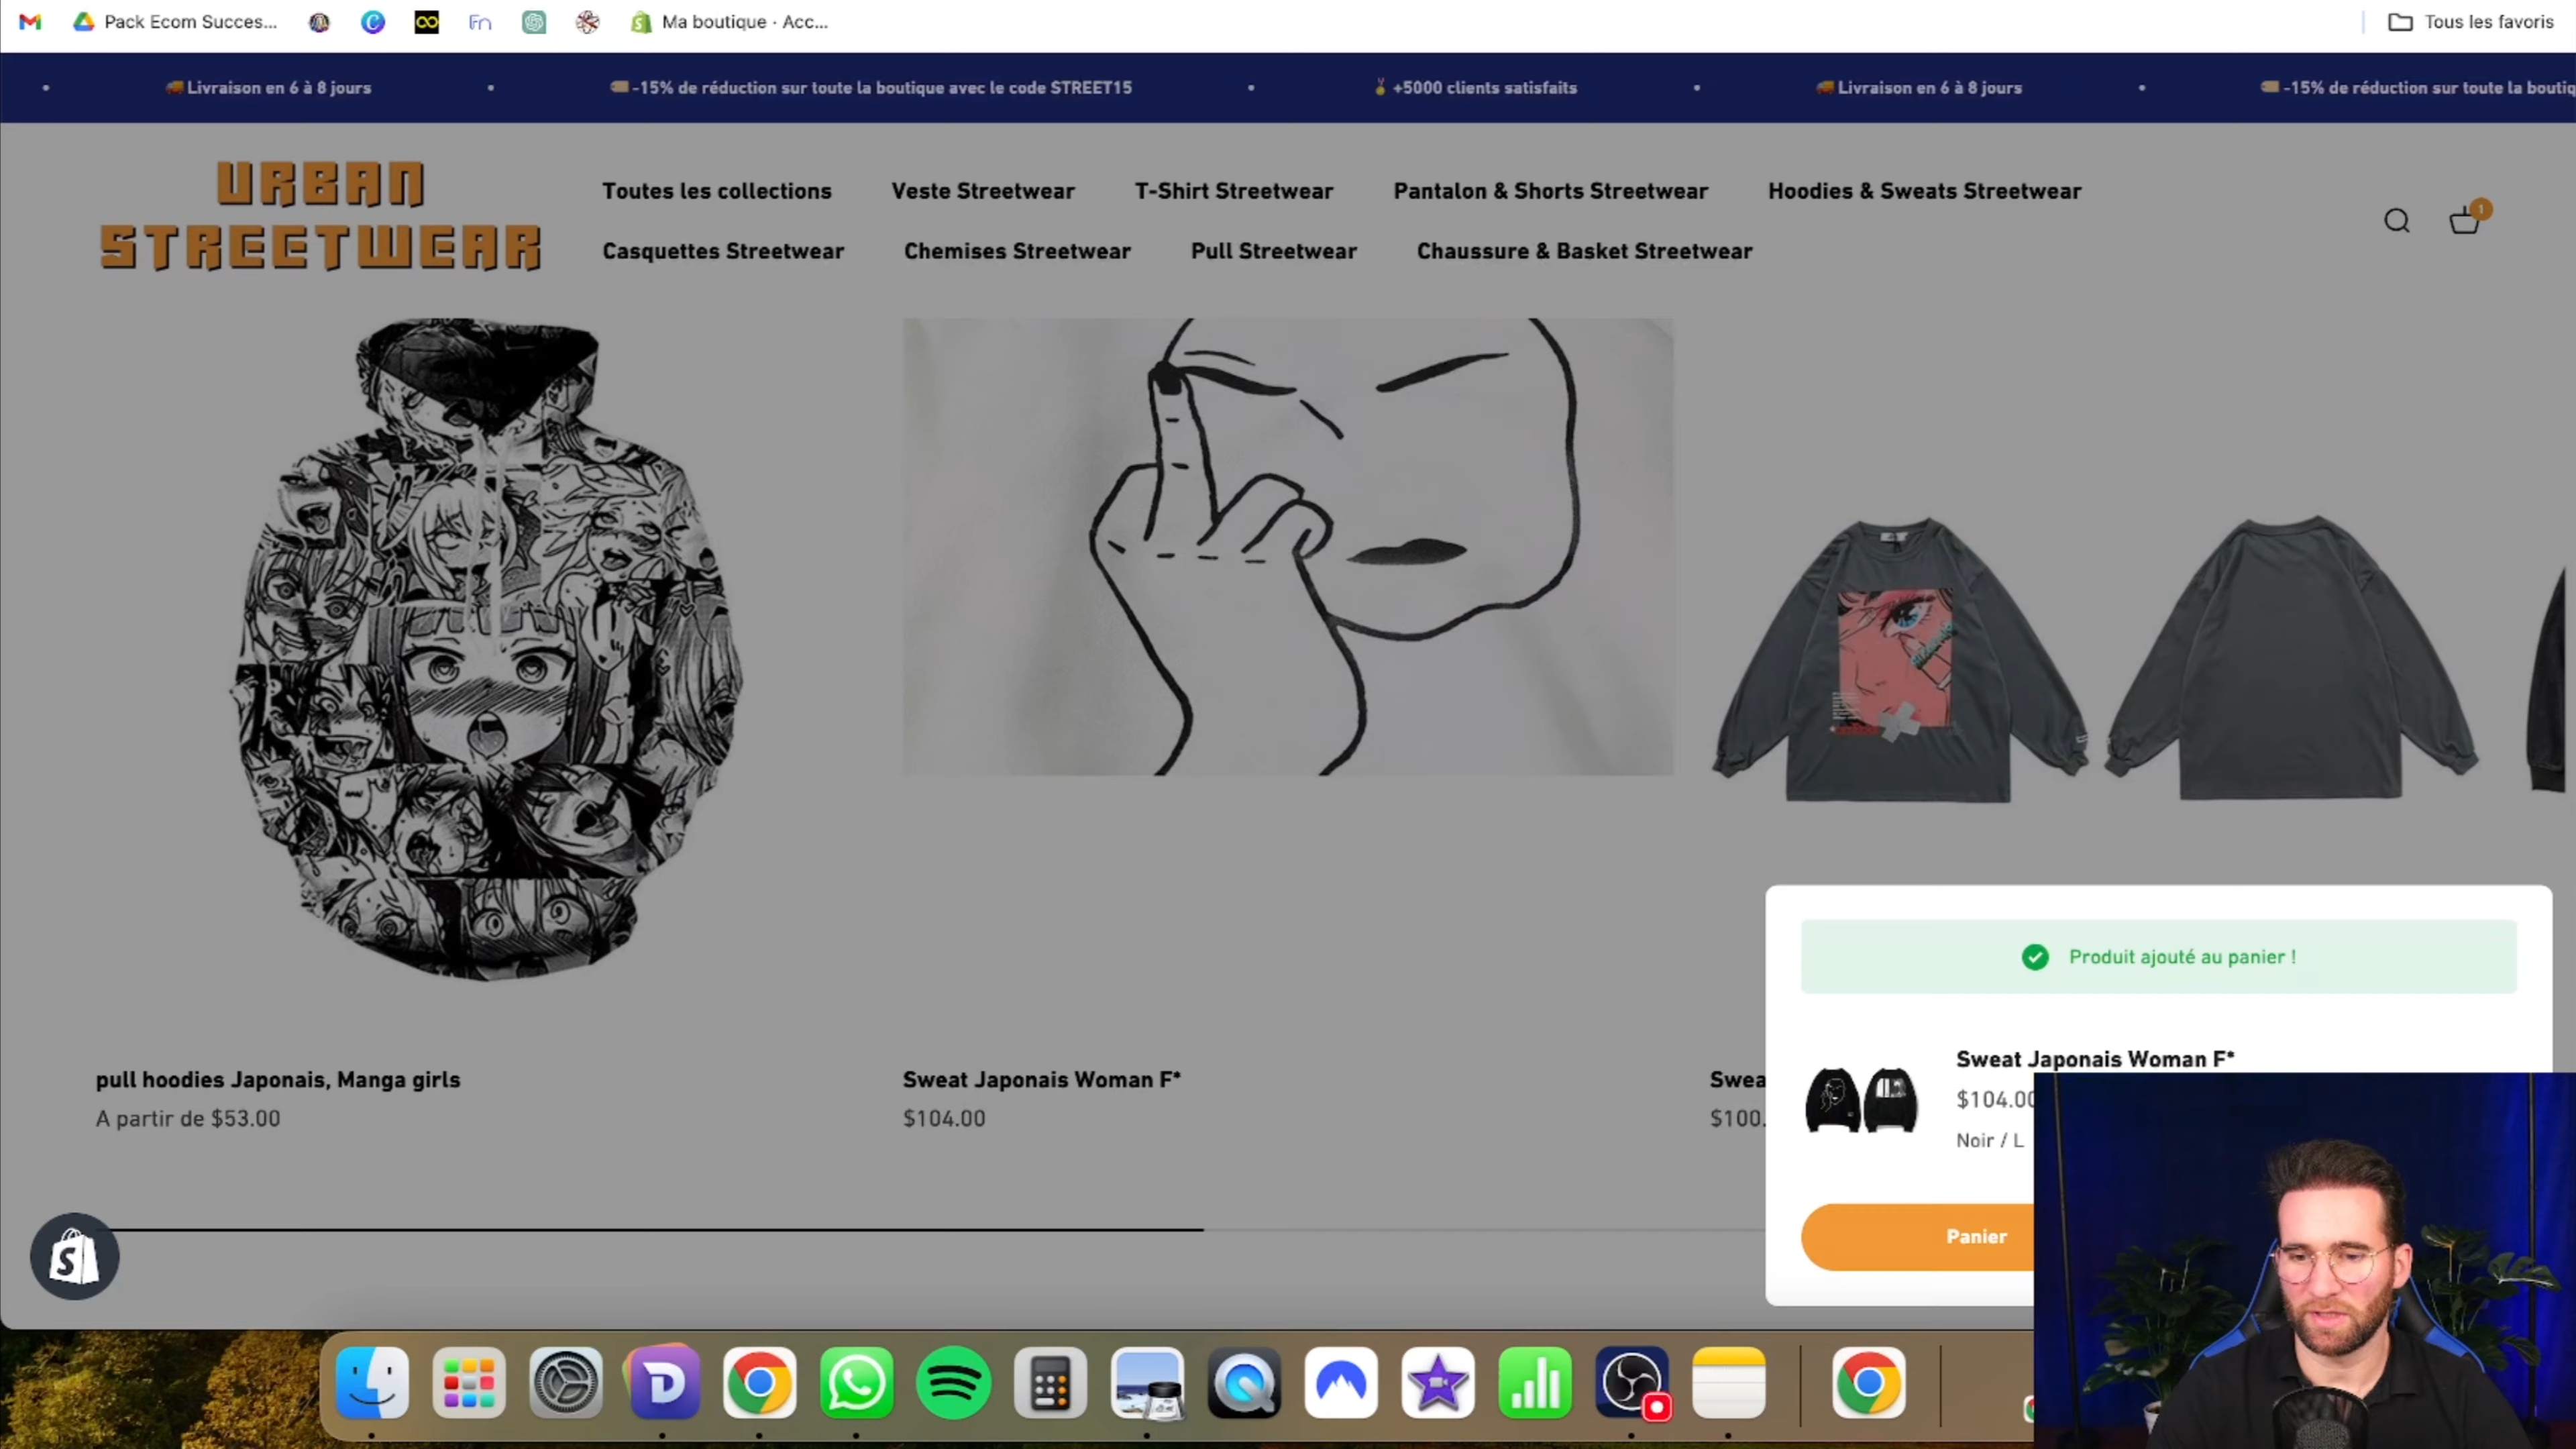 Pack Ecom Succes...
Ma boutique · Acc...
Tous les favoris
Livraison en 6 à 8 jours
-15% de réduction sur toute la boutique avec le code STREET15
+5000 clients satisfaits
Livraison en 6 à 8 jours
-15% de réduction sur toute la boutiq
URBAN
STREETWEAR
Toutes les collections
Veste Streetwear
T-Shirt Streetwear
Pantalon & Shorts Streetwear
Hoodies & Sweats Streetwear
1
Casquettes Streetwear
Chemises Streetwear
Pull Streetwear
Chaussure & Basket Streetwear
pull hoodies Japonais, Manga girls
A partir de $53.00
Sweat Japonais Woman F*
$104.00
Swea
$100.
Produit ajouté au panier !
Sweat Japonais Woman F*
$104.00
Noir / L
Panier